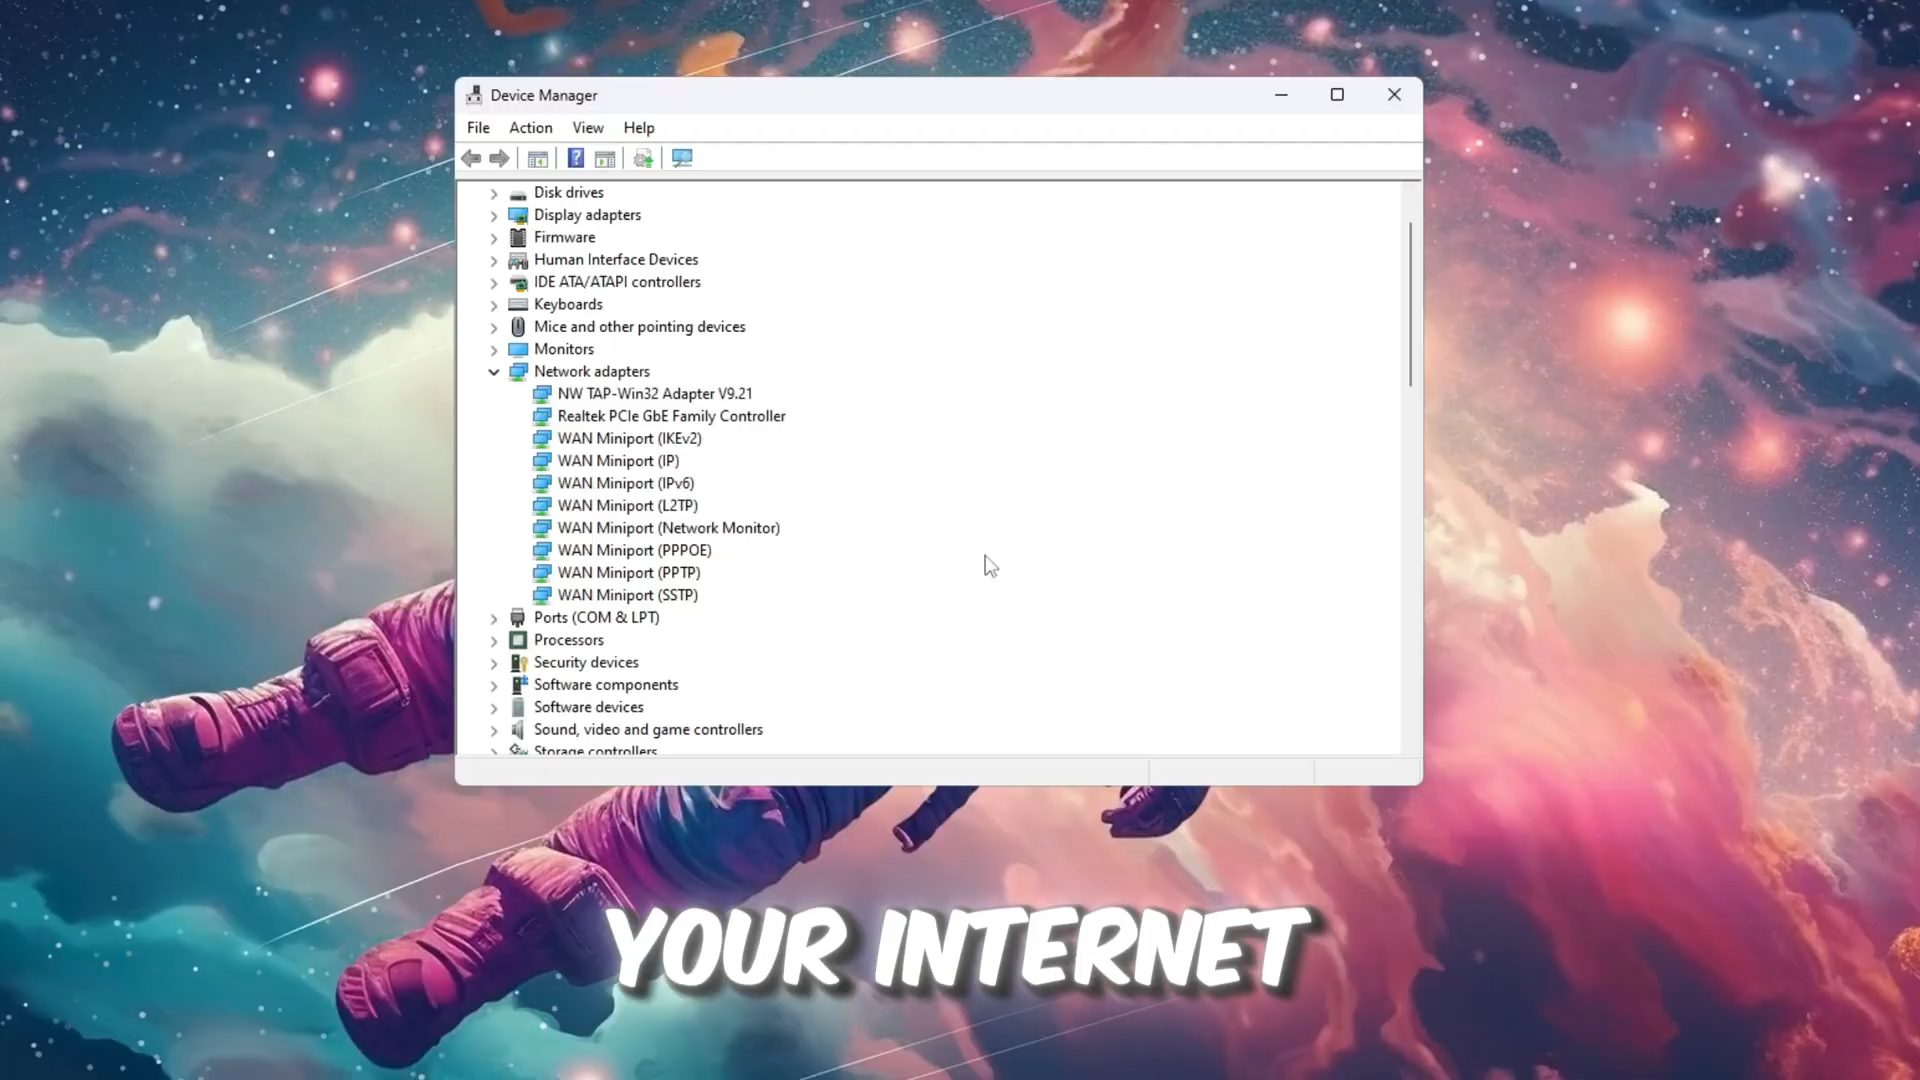 Device Manager
File Action View Help
Disk drives
Display adapters
Firmware
Human Interface Devices
IDE ATA/ATAPI controllers
Keyboards
Mice and other pointing devices
Monitors
Network adapters
NW TAP-Win32 Adapter V9.21
Realtek PCIe GbE Family Controller
WAN Miniport (IKEv2)
WAN Miniport (IP)
WAN Miniport (IPv6)
WAN Miniport (L2TP)
WAN Miniport (Network Monitor)
WAN Miniport (PPPOE)
WAN Miniport (PPTP)
WAN Miniport (SSTP)
Ports (COM & LPT)
Processors
Security devices
Software components
Software devices
Sound, video and game controllers
Storage controllers
YOUR INTERNET